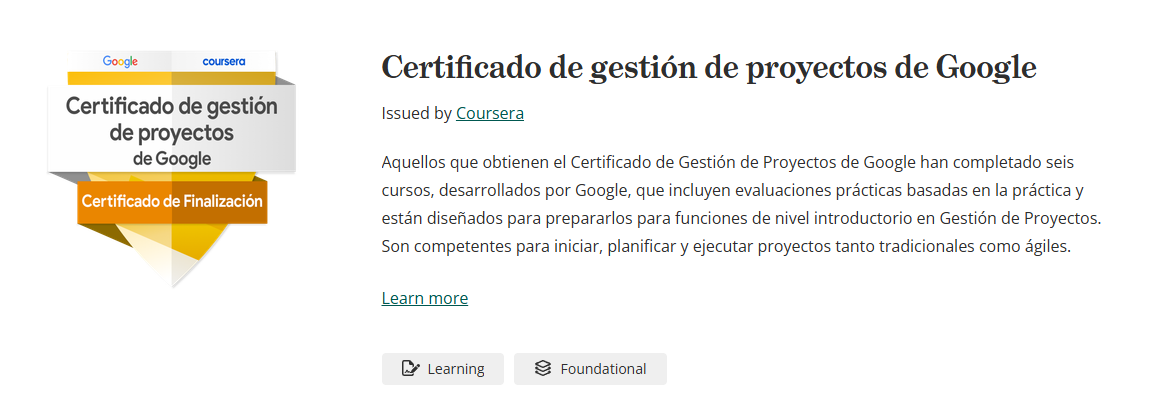 Google coursera
Certificado de gestión
de proyectos
de Google
Certificado de Finalización
Certificado de gestión de proyectos de Google
Issued by Coursera
Aquellos que obtienen el Certificado de Gestión de Proyectos de Google han completado seis
cursos, desarrollados por Google, que incluyen evaluaciones prácticas basadas en la práctica y
están diseñados para prepararlos para funciones de nivel introductorio en Gestión de Proyectos.
Son competentes para iniciar, planificar y ejecutar proyectos tanto tradicionales como ágiles.
Learn more
Learning Foundational